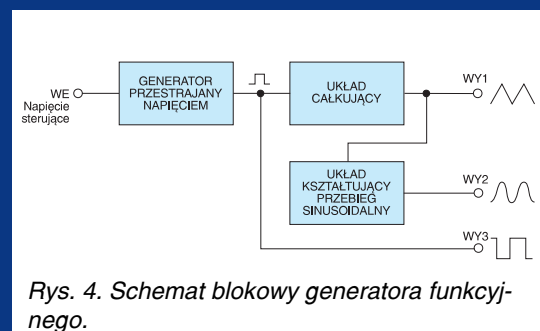 WE
Napięcie
sterujące
GENERATOR
PRZESTRAJANY
NAPIĘCIEM
UKŁAD
CAŁKUJĄCY
WY1
UKŁAD
KSZTAŁTUJĄCY
PRZEBIEG
SINUSOIDALNY
WY2
WY3
Rys. 4. Schemat blokowy generatora funkcyj-
nego.